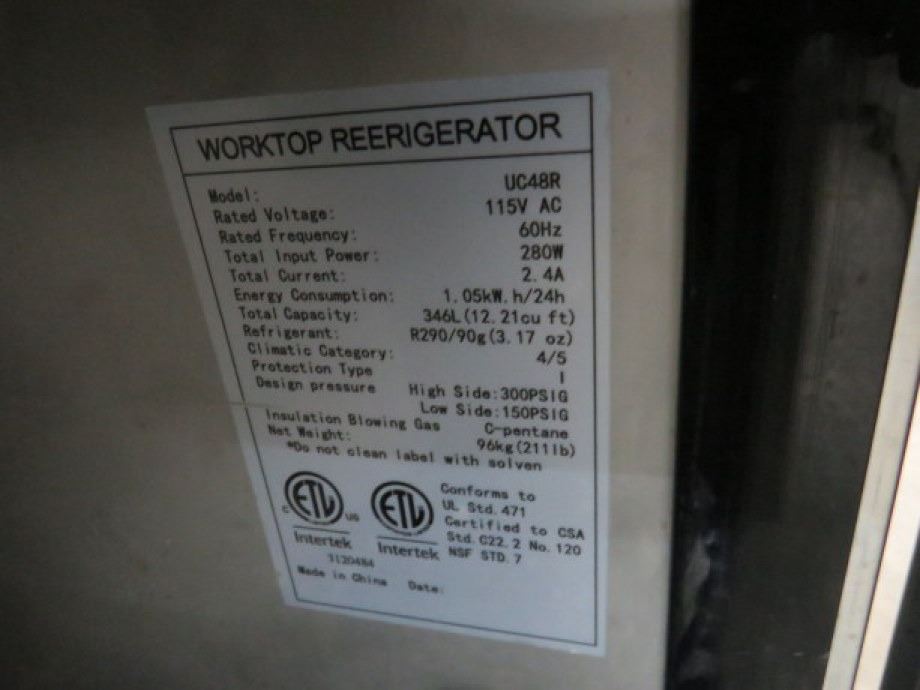 WORKTOP REERIGERATOR
Model: UC48R
Rated Voltage: 115V AC
Rated Frequency: 60Hz
Total Input Power: 280W
Total Current: 2.4A
Energy Consumption: 1.05kW.h/24h
Total Capacity: 346L(12.21cu ft)
Refrigerant: R290/90g(3.17 oz)
Climatic Category: 4/5
Protection Type I
Design pressure High Side:300PSIG
Low Side:150PSIG
Insulation Blowing Gas C-pentane
Net Weight: 96kg(211lb)
*Do not clean label with solven
C ETL US
Intertek
3120484
ETL
Intertek
Conforms to
UL Std.471
Certified to CSA
Std.C22.2 No.120
NSF STD.7
Made in China Date: